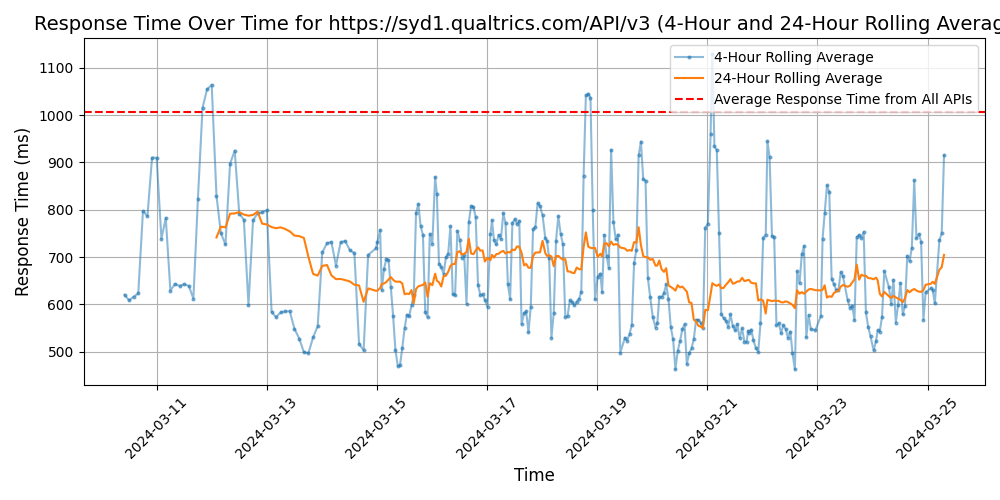 Response Time Over Time for https://syd1.qualtrics.com/API/v3 (4-Hour and 24-Hour Rolling Averag
4-Hour Rolling Average
24-Hour Rolling Average
Average Response Time from All APIs
Response Time (ms)
1100
1000
900
800
700
600
500
2024-03-11
2024-03-13
2024-03-15
2024-03-17
2024-03-19
2024-03-21
2024-03-23
2024-03-25
Time